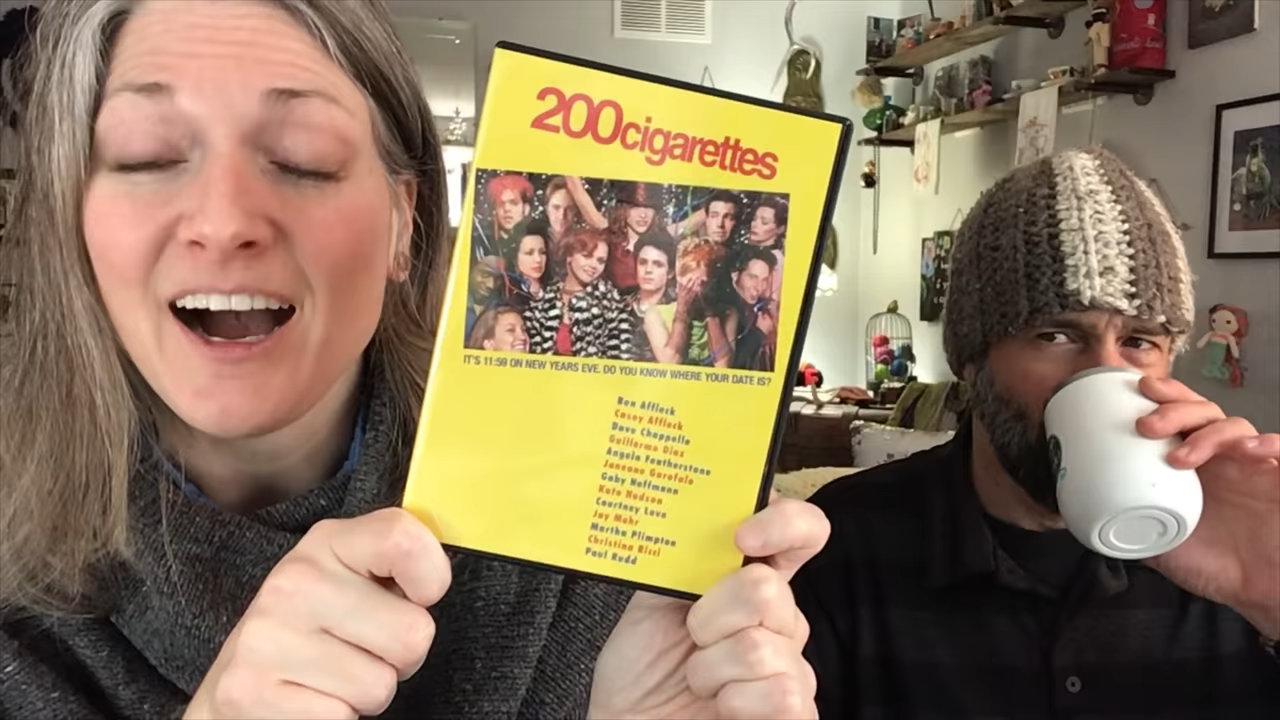 200cigarettes
IT'S 11:59 ON NEW YEARS EVE. DO YOU KNOW WHERE YOUR DATE IS?
Ben Affleck
Casey Affleck
Dave Chappelle
Guillermo Diaz
Angela Featherstone
Janeane Garofalo
Gaby Hoffmann
Kate Hudson
Courtney Love
Jay Mohr
Martha Plimpton
Christina Ricci
Paul Rudd